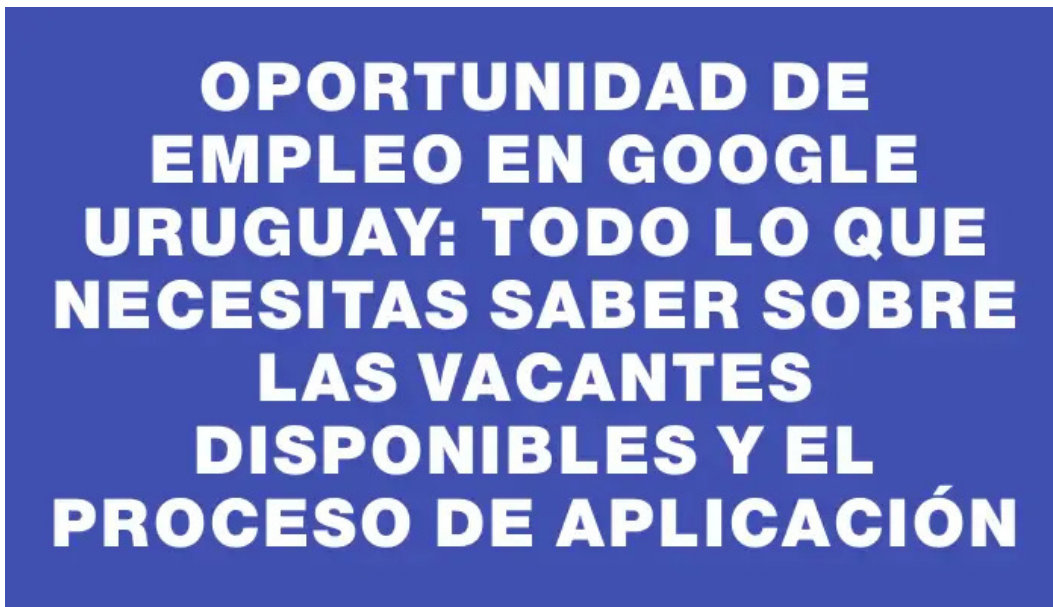 OPORTUNIDAD DE
EMPLEO EN GOOGLE
URUGUAY: TODO LO QUE
NECESITAS SABER SOBRE
LAS VACANTES
DISPONIBLES Y EL
PROCESO DE APLICACIÓN